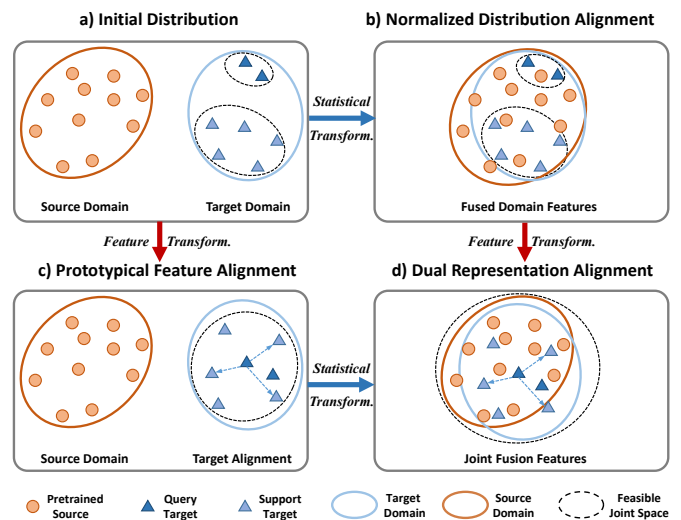 a) Initial Distribution
b) Normalized Distribution Alignment
Statistical
Transform.
Source Domain
Target Domain
Fused Domain Features
Feature Transform.
Feature Transform.
c) Prototypical Feature Alignment
d) Dual Representation Alignment
Statistical
Transform.
Source Domain
Target Alignment
Joint Fusion Features
Pretrained
Source
Query
Target
Support
Target
Target
Domain
Source
Domain
Feasible
Joint Space